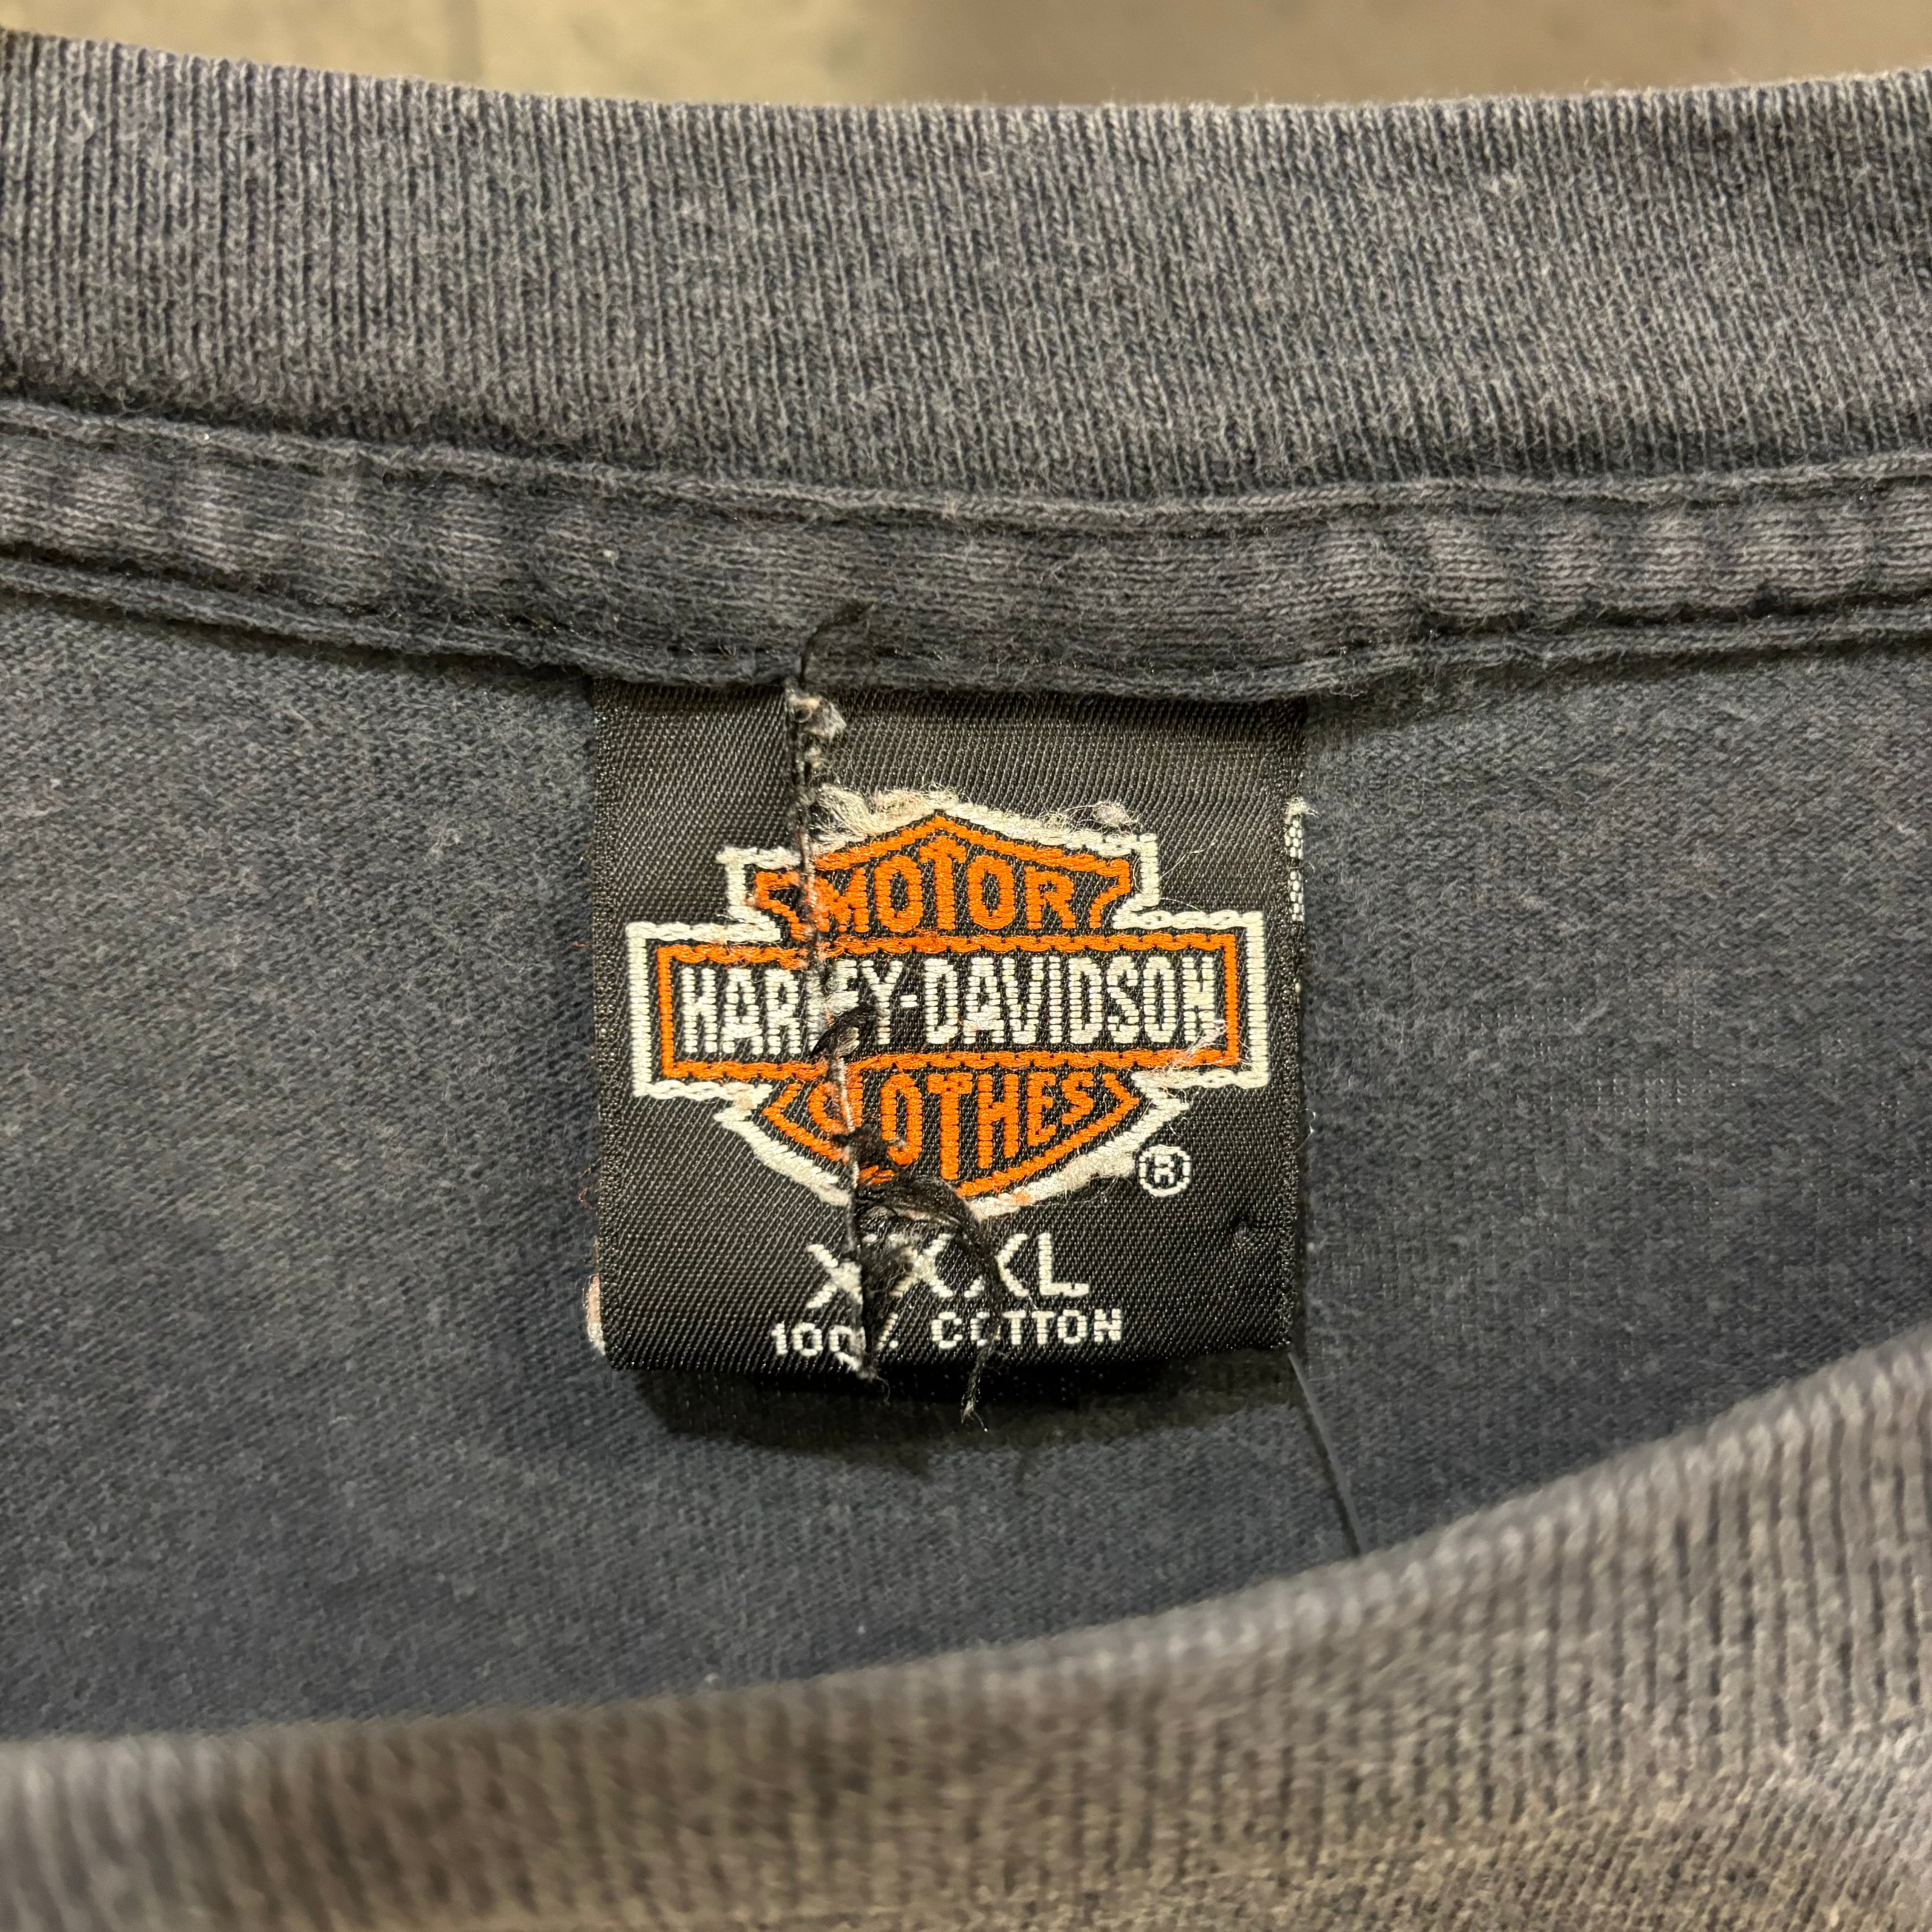 MOTOR
HARLEY-DAVIDSON
CLOTHES
®
XXXL
100% COTTON